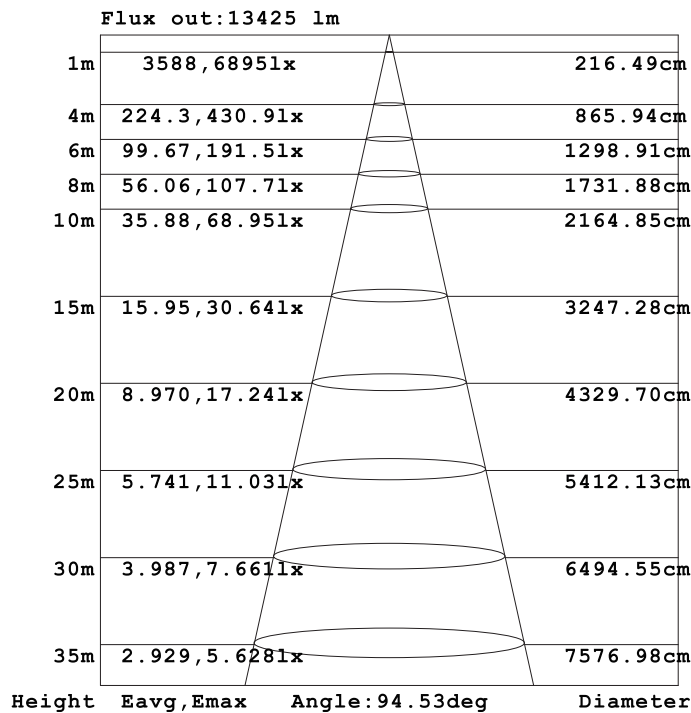 Flux out:13425 lm
1m 3588,6895lx 216.49cm
4m 224.3,430.9lx 865.94cm
6m 99.67,191.5lx 1298.91cm
8m 56.06,107.7lx 1731.88cm
10m 35.88,68.95lx 2164.85cm
15m 15.95,30.64lx 3247.28cm
20m 8.970,17.24lx 4329.70cm
25m 5.741,11.03lx 5412.13cm
30m 3.987,7.661lx 6494.55cm
35m 2.929,5.628lx 7576.98cm
Height Eavg,Emax Angle:94.53deg Diameter